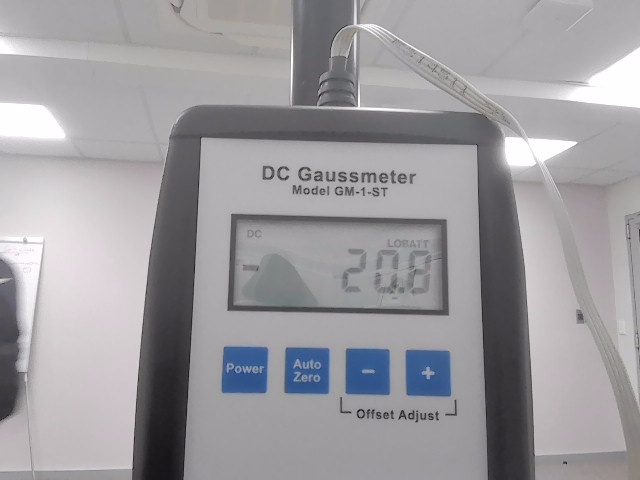 DC Gaussmeter
Model GM-1-ST
DC
LOBATT
-20.8
Power
Auto
Zero
-
+
Offset Adjust